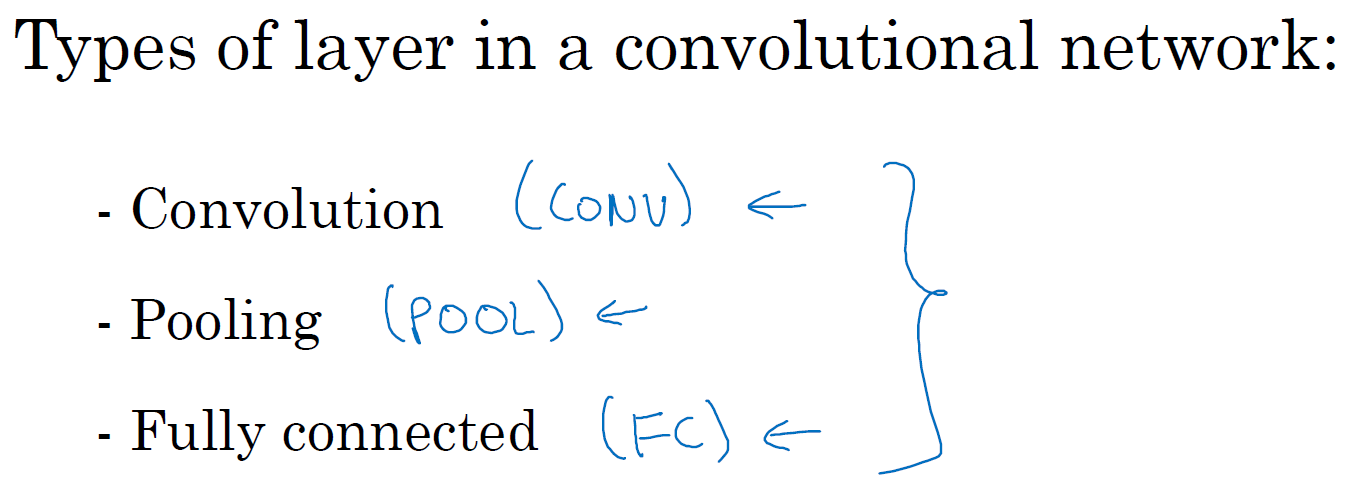 Types of layer in a convolutional network:
- Convolution (CONV) ←
- Pooling (POOL) ←
- Fully connected (FC) ←